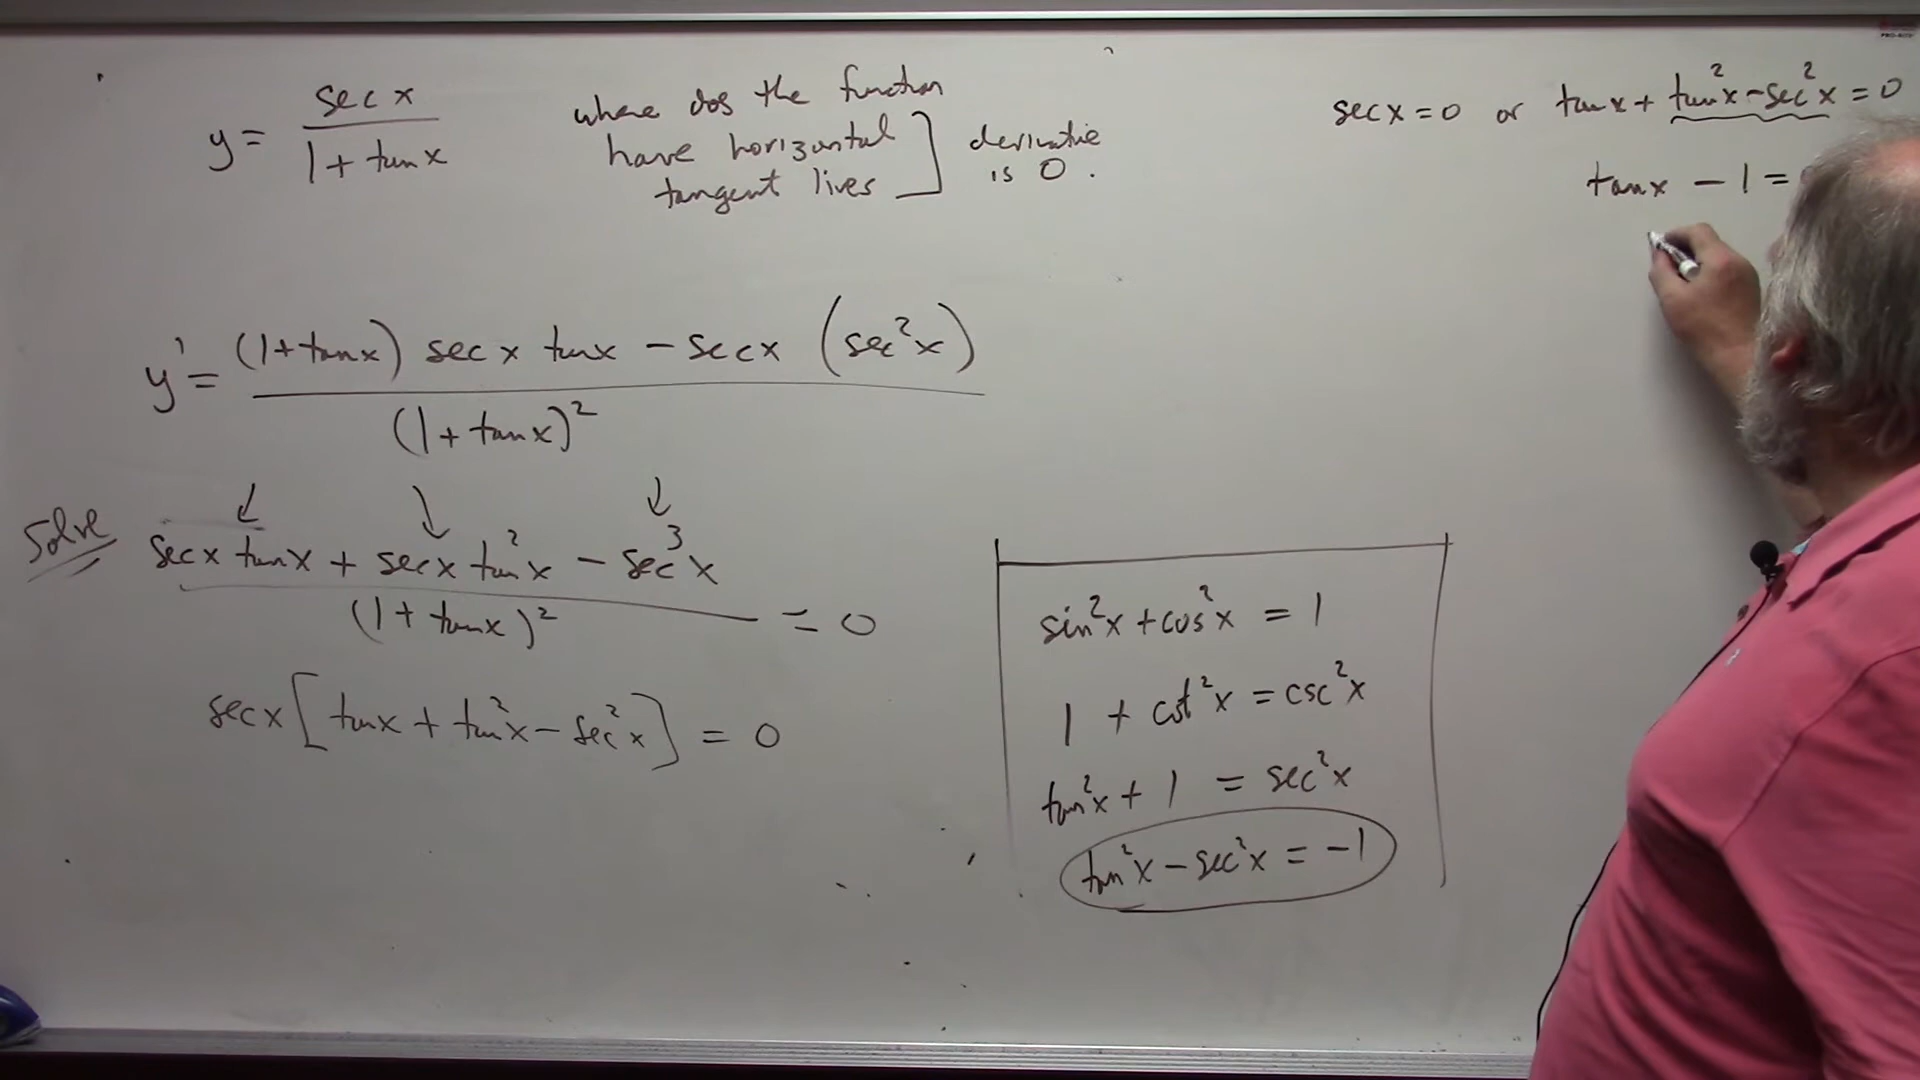 y = sec x / 1 + tan x
where dos the function
have horizontal
tangent lives
derivative
is 0.
sec x = 0 or tan x + tan²x - sec²x = 0
tan x - 1 =
y' = (1 + tan x) sec x tan x - sec x (sec²x) / (1 + tan x)²
Solve
sec x tan x + sec x tan²x - sec³x / (1 + tan x)² = 0
sec x [tan x + tan²x - sec²x] = 0
sin²x + cos²x = 1
1 + cot²x = csc²x
tan²x + 1 = sec²x
tan²x - sec²x = -1